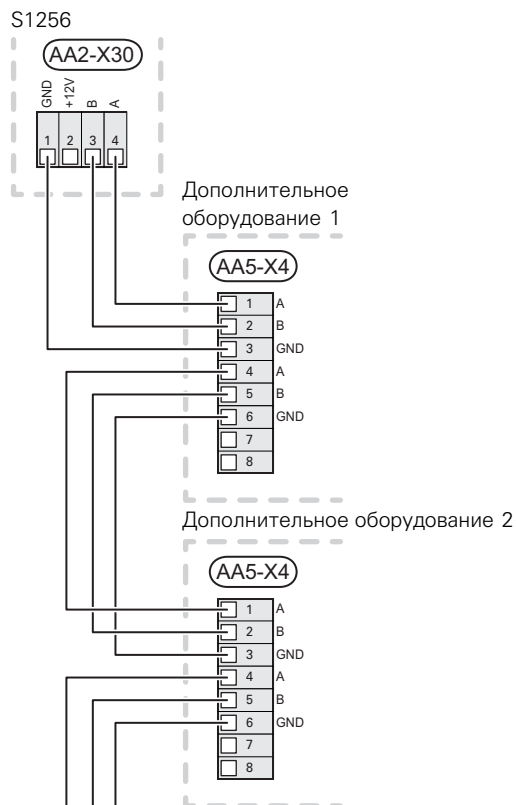 S1256
AA2-X30
GND
+12V
B
A
1 2 3 4
Дополнительное
оборудование 1
AA5-X4
1 A
2 B
3 GND
4 A
5 B
6 GND
7
8
Дополнительное оборудование 2
AA5-X4
1 A
2 B
3 GND
4 A
5 B
6 GND
7
8